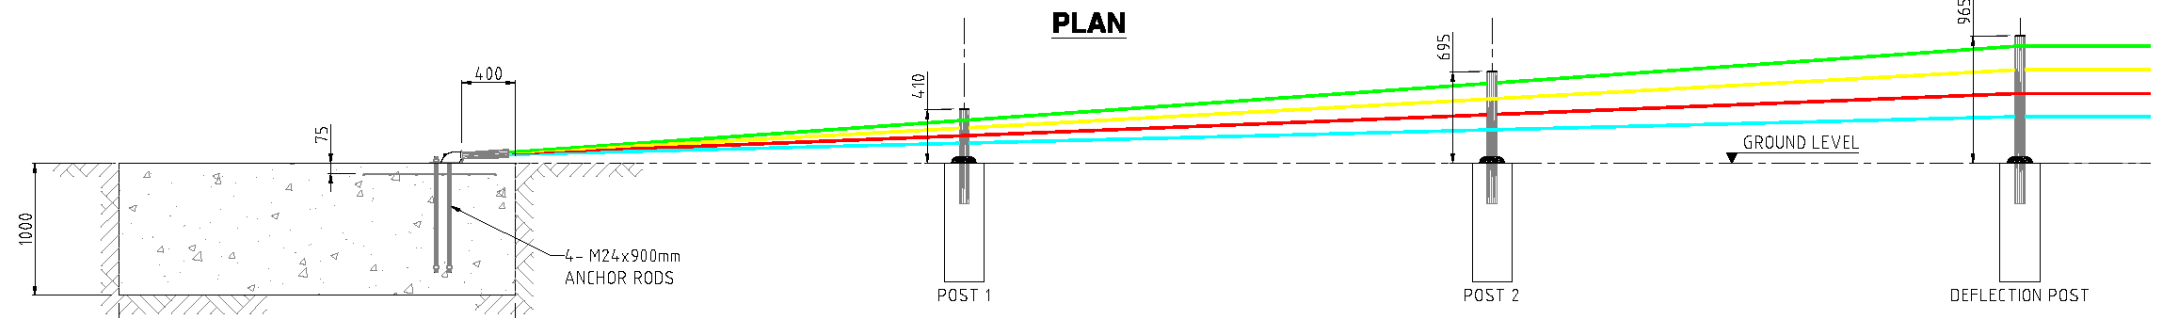 PLAN
965
695
400
410
75
GROUND LEVEL
1000
4- M24x900mm
ANCHOR RODS
POST 1
POST 2
DEFLECTION POST